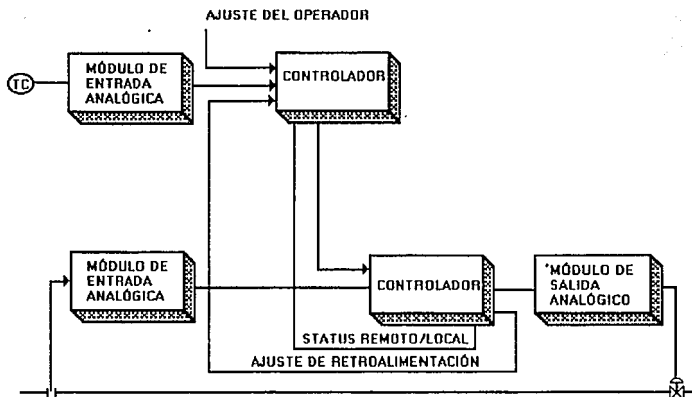 AJUSTE DEL OPERADOR
TC
MÓDULO DE
ENTRADA
ANALÓGICA
CONTROLADOR
MÓDULO DE
ENTRADA
ANALÓGICA
CONTROLADOR
MÓDULO DE
SALIDA
ANALÓGICO
STATUS REMOTO/LOCAL
AJUSTE DE RETROALIMENTACIÓN